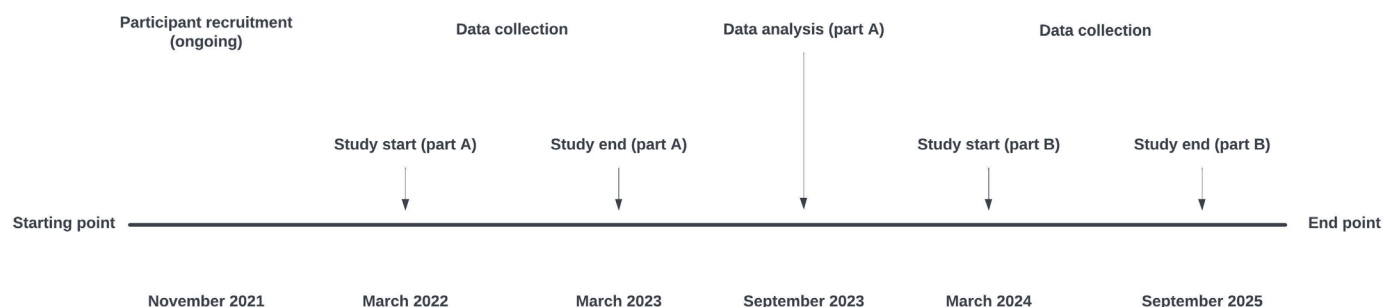 Participant recruitment
(ongoing)
Data collection
Data analysis (part A)
Data collection
Study start (part A)
Study end (part A)
Study start (part B)
Study end (part B)
Starting point
End point
November 2021
March 2022
March 2023
September 2023
March 2024
September 2025